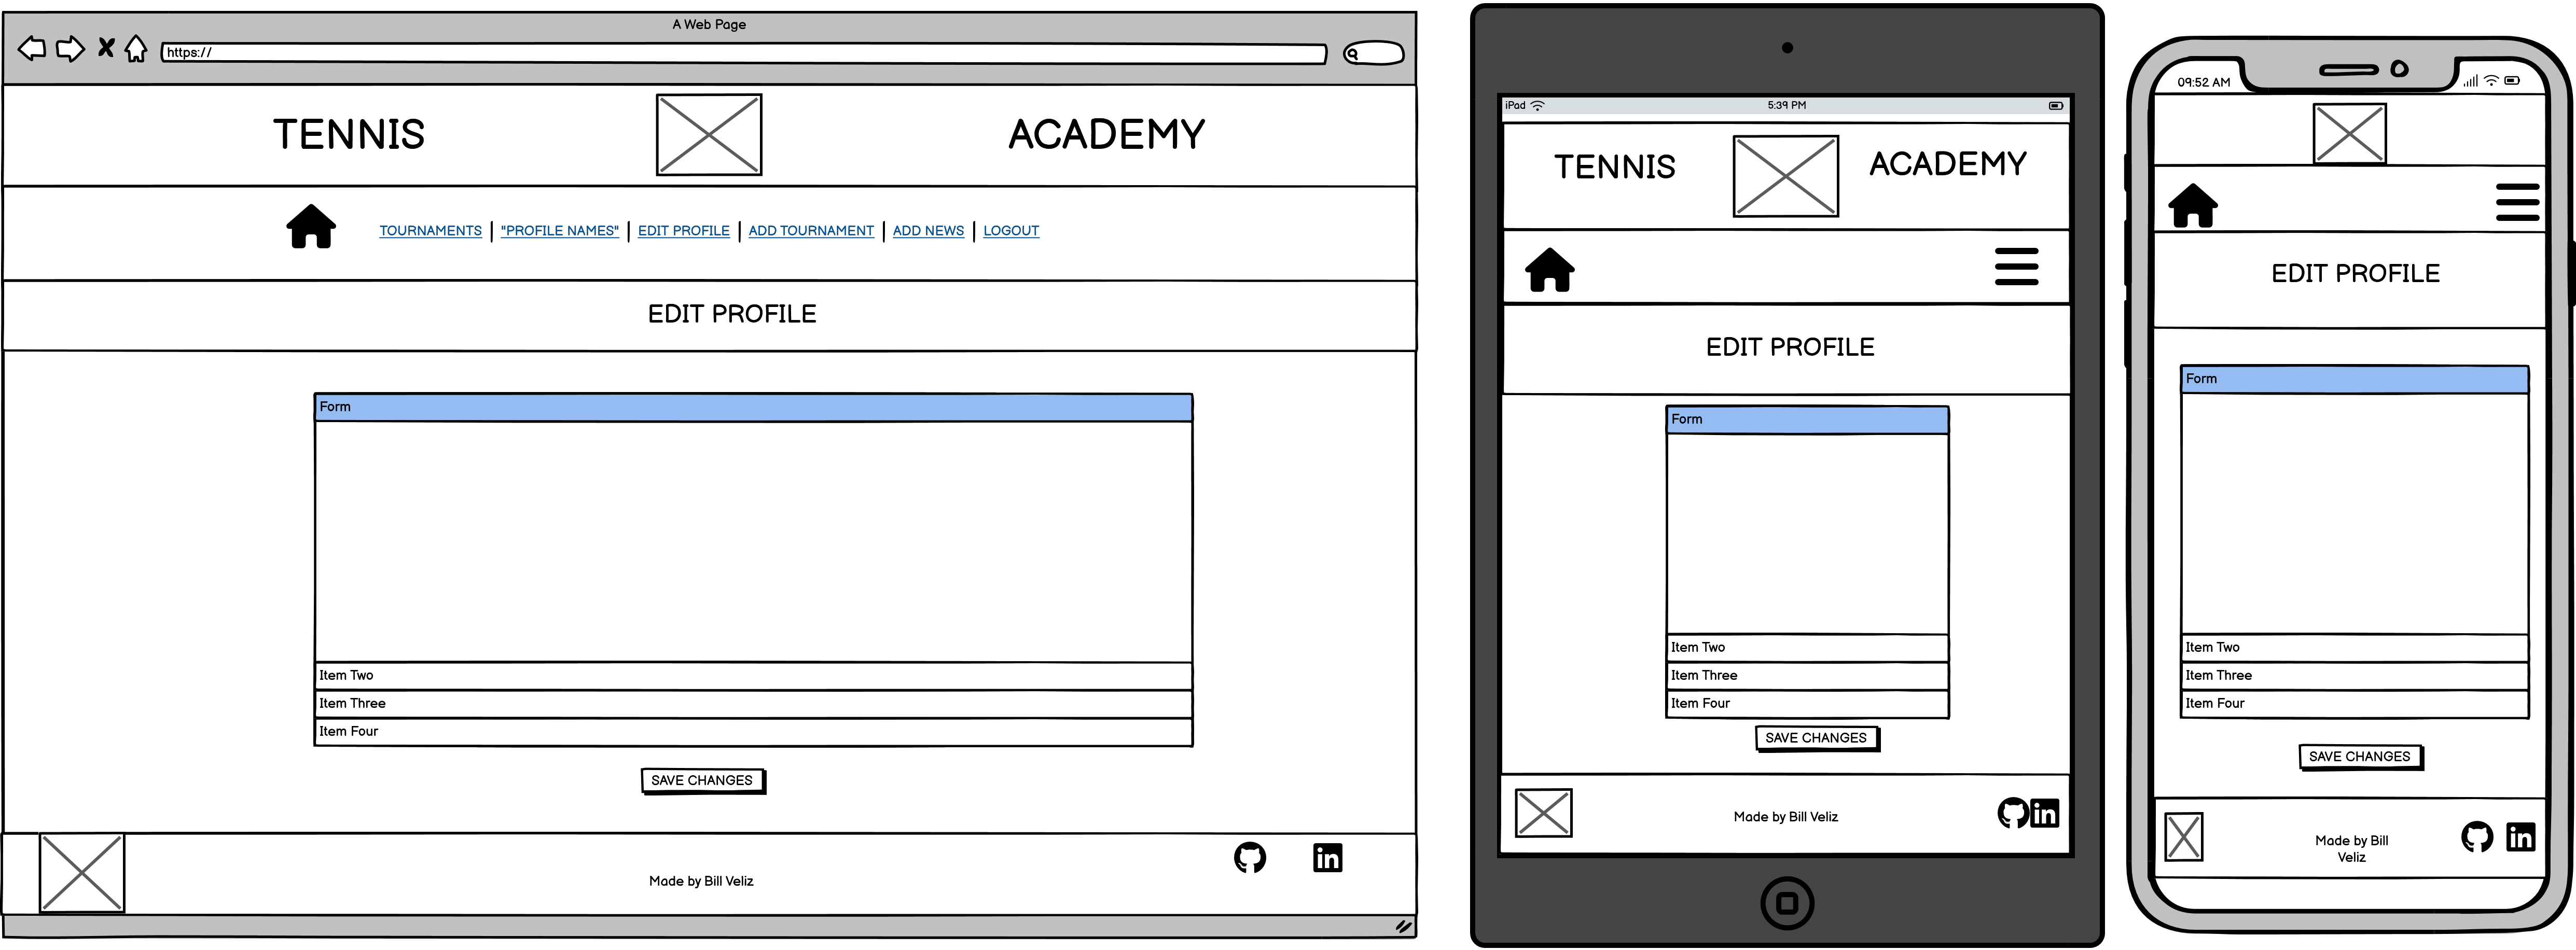 A Web Page
https://
TENNIS
ACADEMY
TOURNAMENTS
"PROFILE NAMES"
EDIT PROFILE
ADD TOURNAMENT
ADD NEWS
LOGOUT
EDIT PROFILE
Form
Item Two
Item Three
Item Four
SAVE CHANGES
Made by Bill Veliz
in
iPad
5:39 PM
TENNIS
ACADEMY
EDIT PROFILE
Form
Item Two
Item Three
Item Four
SAVE CHANGES
Made by Bill Veliz
in
09:52 AM
EDIT PROFILE
Form
Item Two
Item Three
Item Four
SAVE CHANGES
Made by Bill
Veliz
in